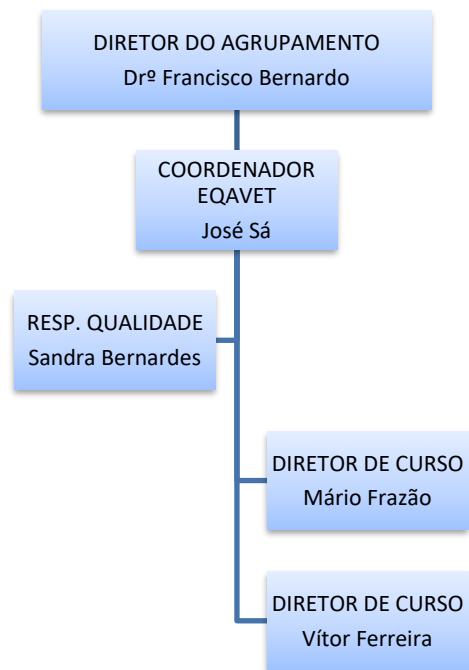 DIRETOR DO AGRUPAMENTO
Drº Francisco Bernardo
COORDENADOR
EQAVET
José Sá
RESP. QUALIDADE
Sandra Bernardes
DIRETOR DE CURSO
Mário Frazão
DIRETOR DE CURSO
Vítor Ferreira